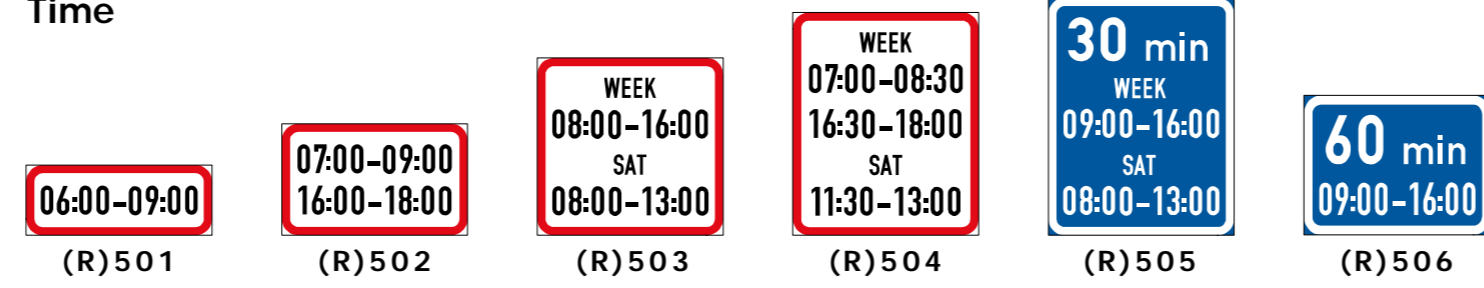 Time
06:00–09:00
(R)501
07:00–09:00
16:00–18:00
(R)502
WEEK
08:00–16:00
SAT
08:00–13:00
(R)503
WEEK
07:00–08:30
16:30–18:00
SAT
11:30–13:00
(R)504
30 min
WEEK
09:00–16:00
SAT
08:00–13:00
(R)505
60 min
09:00–16:00
(R)506